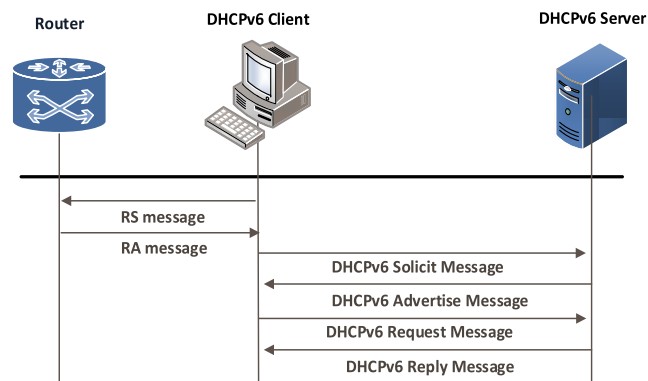 Router
DHCPv6 Client
DHCPv6 Server
RS message
RA message
DHCPv6 Solicit Message
DHCPv6 Advertise Message
DHCPv6 Request Message
DHCPv6 Reply Message